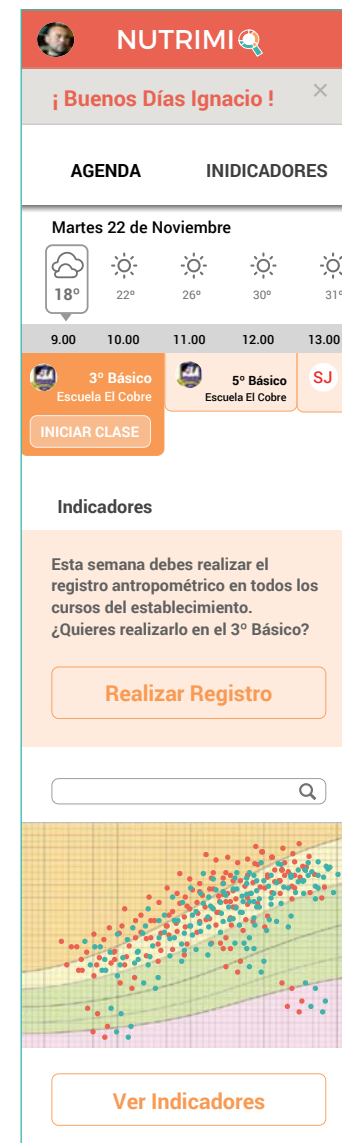 NUTRIMI
¡ Buenos Días Ignacio !
AGENDA INIDICADORES
Martes 22 de Noviembre
18º 22º 26º 30º 31º
9.00 10.00 11.00 12.00 13.00
3º Básico 5º Básico SJ
Escuela El Cobre Escuela El Cobre
INICIAR CLASE
Indicadores
Esta semana debes realizar el
registro antropométrico en todos los
cursos del establecimiento.
¿Quieres realizarlo en el 3º Básico?
Realizar Registro
Ver Indicadores